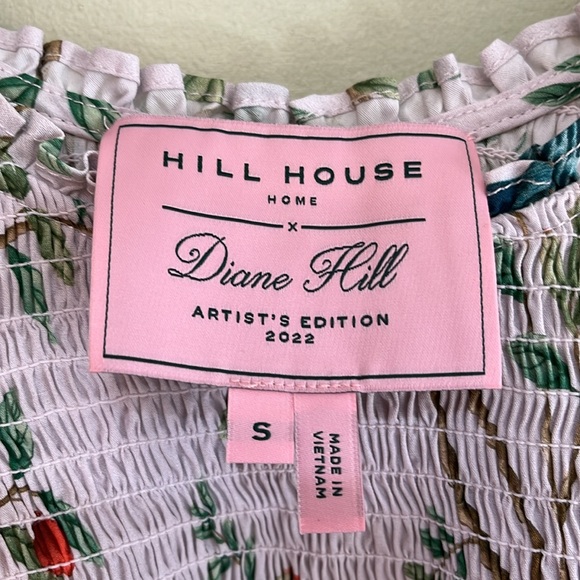 HILL HOUSE
HOME
x
Diane Hill
ARTIST'S EDITION
2022
S
MADE IN
VIETNAM